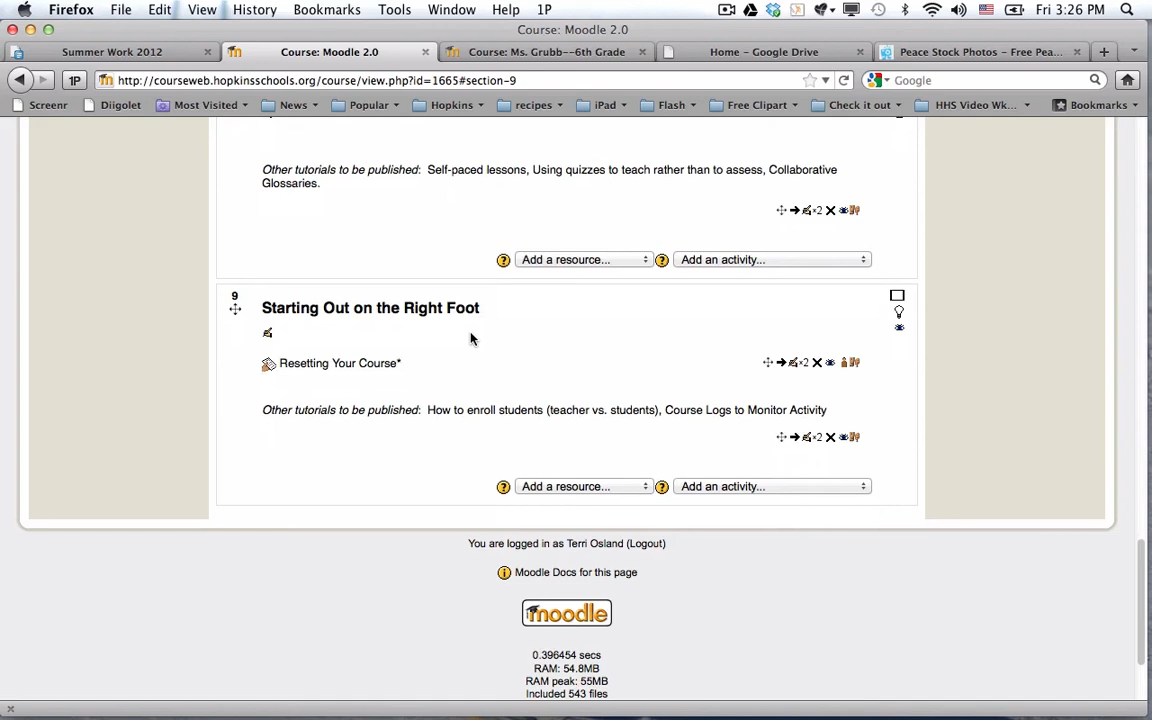 Firefox File Edit View History Bookmarks Tools Window Help 1P Fri 3:26 PM
Course: Moodle 2.0
Summer Work 2012 Course: Moodle 2.0 Course: Ms. Grubb--6th Grade Home - Google Drive Peace Stock Photos - Free Pea...
1P http://courseweb.hopkinsschools.org/course/view.php?id=1665#section-9 Google
Screenr Diigolet Most Visited News Popular Hopkins recipes iPad Flash Free Clipart Check it out HHS Video Wk... Bookmarks
Other tutorials to be published: Self-paced lessons, Using quizzes to teach rather than to assess, Collaborative
Glossaries.
×2
Add a resource... Add an activity...
9
Starting Out on the Right Foot
Resetting Your Course* ×2
Other tutorials to be published: How to enroll students (teacher vs. students), Course Logs to Monitor Activity
×2
Add a resource... Add an activity...
You are logged in as Terri Osland (Logout)
Moodle Docs for this page
moodle
0.396454 secs
RAM: 54.8MB
RAM peak: 55MB
Included 543 files